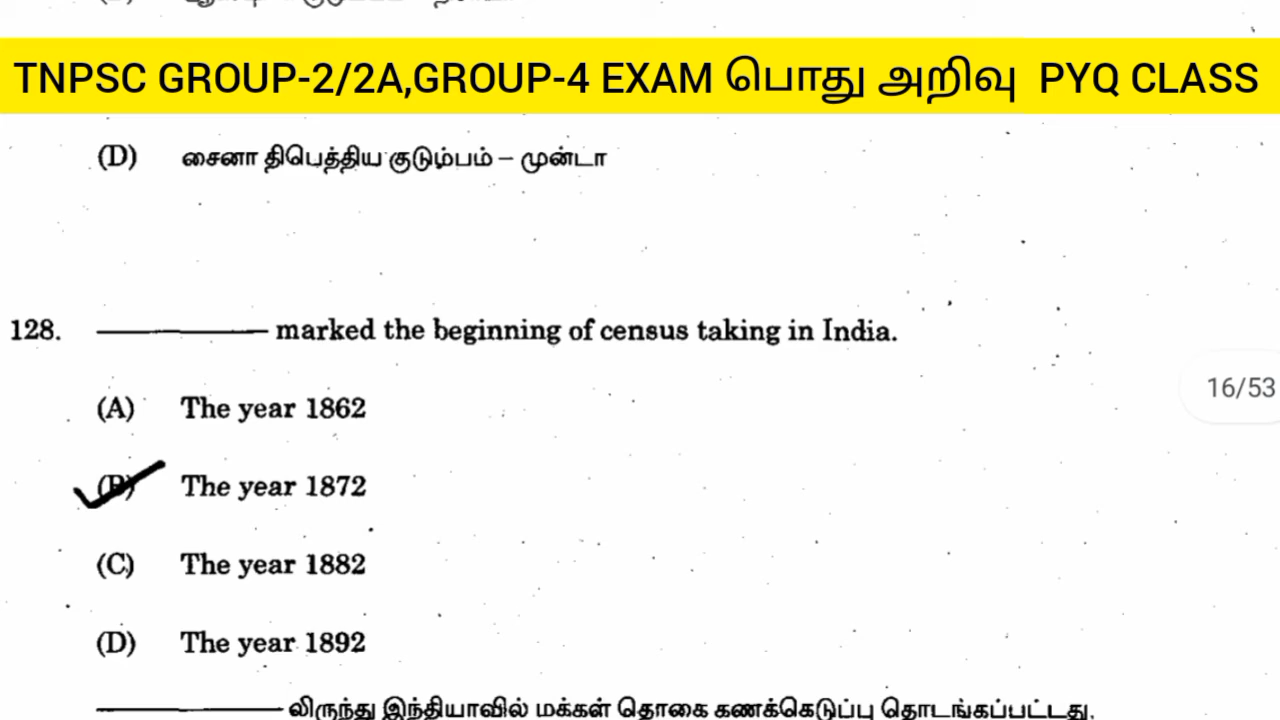 TNPSC GROUP-2/2A,GROUP-4 EXAM பொது அறிவு PYQ CLASS
(D) சைனா திபெத்திய குடும்பம் – முன்டா
128. ________ marked the beginning of census taking in India.
16/53
(A) The year 1862
(B) The year 1872
(C) The year 1882
(D) The year 1892
________ லிருந்து இந்தியாவில் மக்கள் தொகை கணக்கெடுப்பு தொடங்கப்பட்டது.